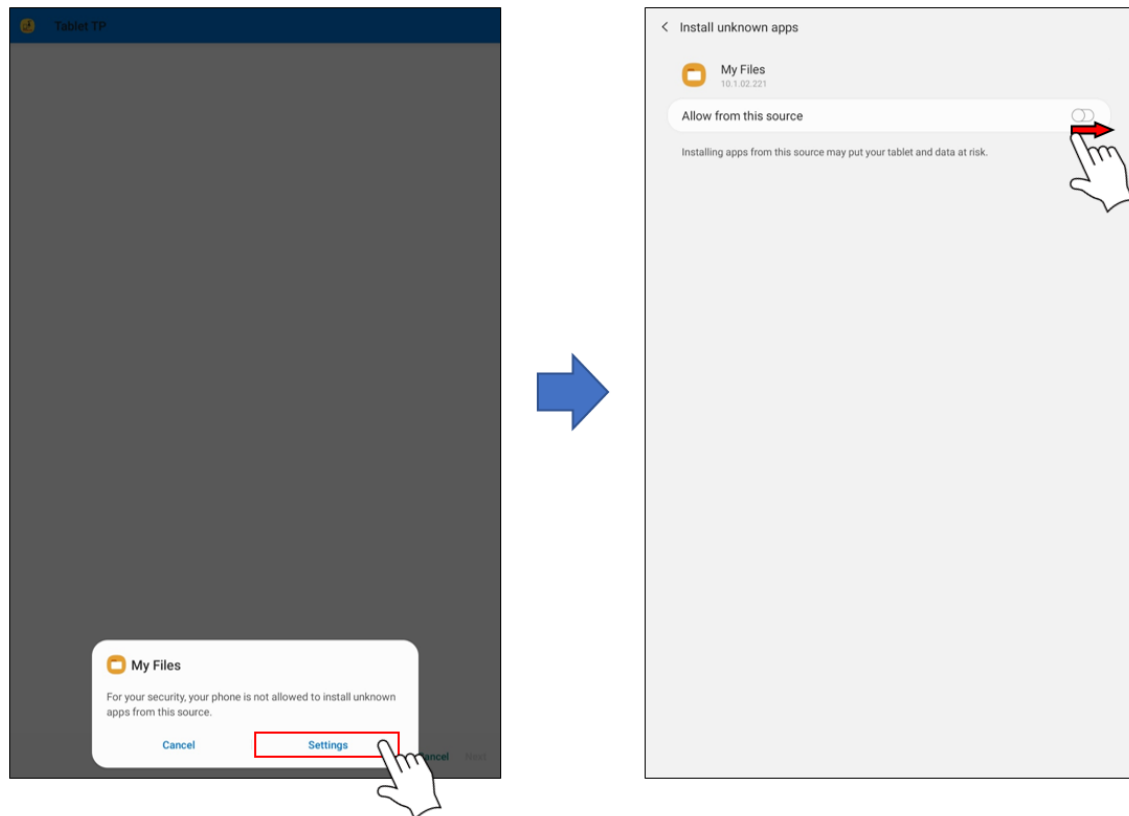 Tablet TP
My Files
For your security, your phone is not allowed to install unknown
apps from this source.
Cancel
Settings
Cancel
Next
Install unknown apps
My Files
10.1.02.221
Allow from this source
Installing apps from this source may put your tablet and data at risk.